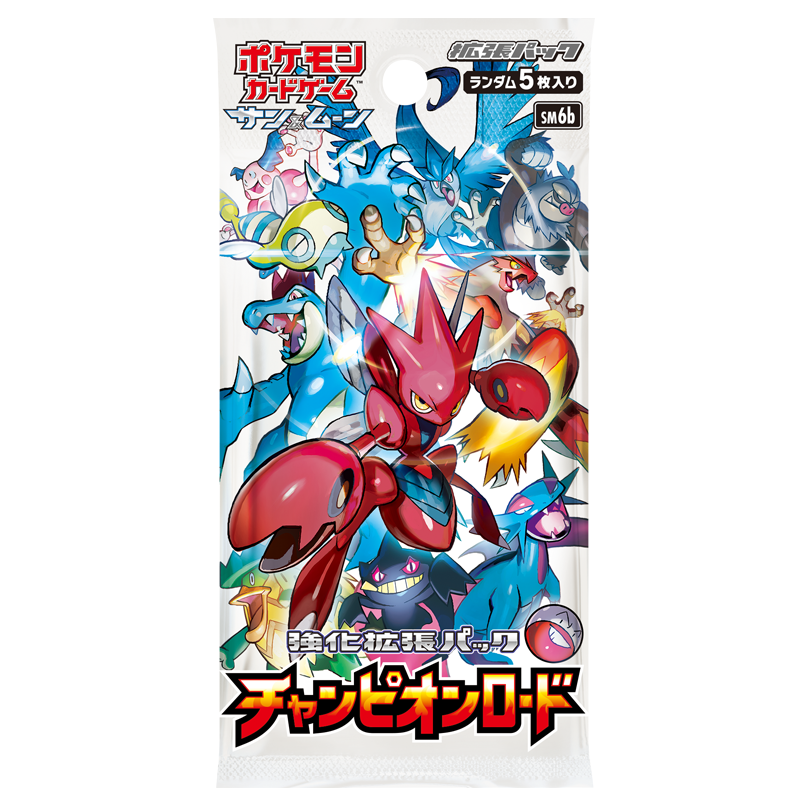 ポケモン
カードゲーム™
サン&ムーン
拡張パック
ランダム5枚入り
SM6b
強化拡張パック
チャンピオンロード